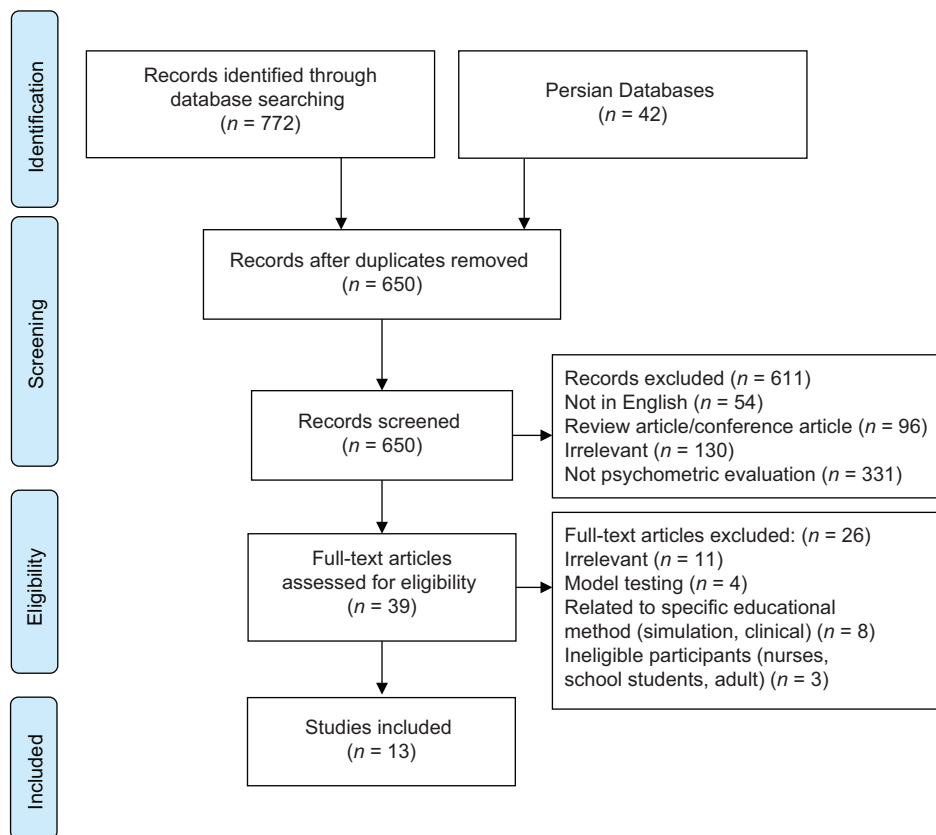 Identification
Records identified through
database searching
(n = 772)
Persian Databases
(n = 42)
Screening
Records after duplicates removed
(n = 650)
Records screened
(n = 650)
Records excluded (n = 611)
Not in English (n = 54)
Review article/conference article (n = 96)
Irrelevant (n = 130)
Not psychometric evaluation (n = 331)
Eligibility
Full-text articles
assessed for eligibility
(n = 39)
Full-text articles excluded: (n = 26)
Irrelevant (n = 11)
Model testing (n = 4)
Related to specific educational
method (simulation, clinical) (n = 8)
Ineligible participants (nurses,
school students, adult) (n = 3)
Included
Studies included
(n = 13)